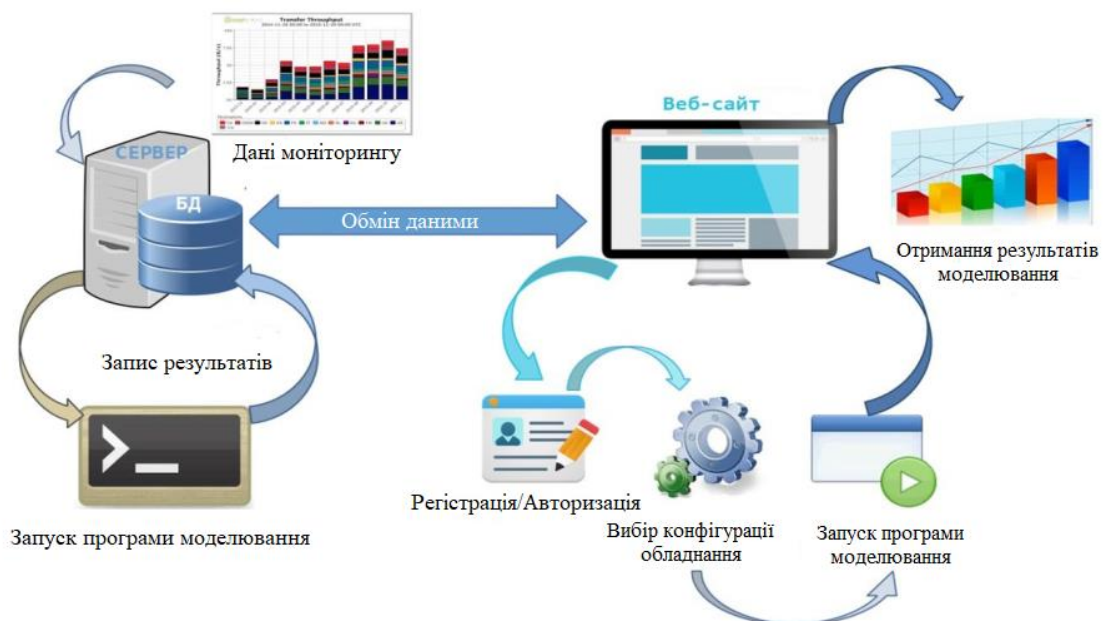 Transfer Throughput
Дані моніторингу
СЕРВЕР
БД
Обмін даними
Веб-сайт
Отримання результатів
моделювання
Запис результатів
Запуск програми моделювання
Регістрація/Авторизація
Вибір конфігурації
обладнання
Запуск програми
моделювання